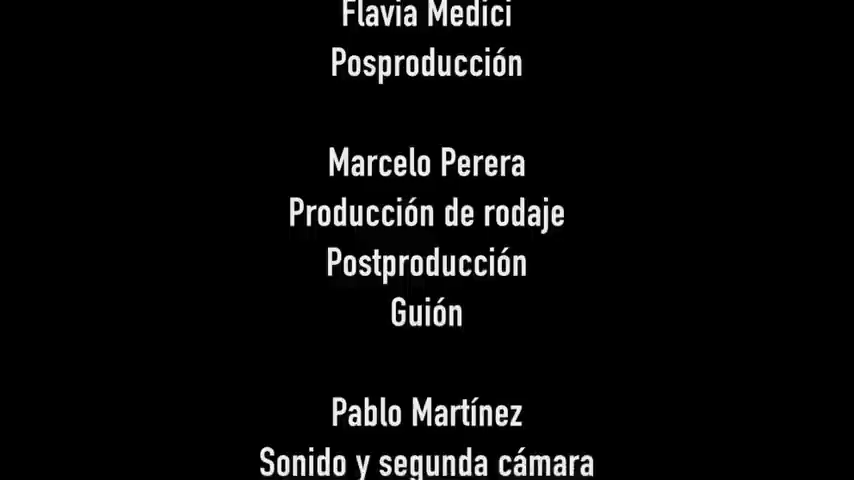 Flavia Medici
Posproducción
Marcelo Perera
Producción de rodaje
Postproducción
Guión
Pablo Martínez
Sonido y segunda cámara